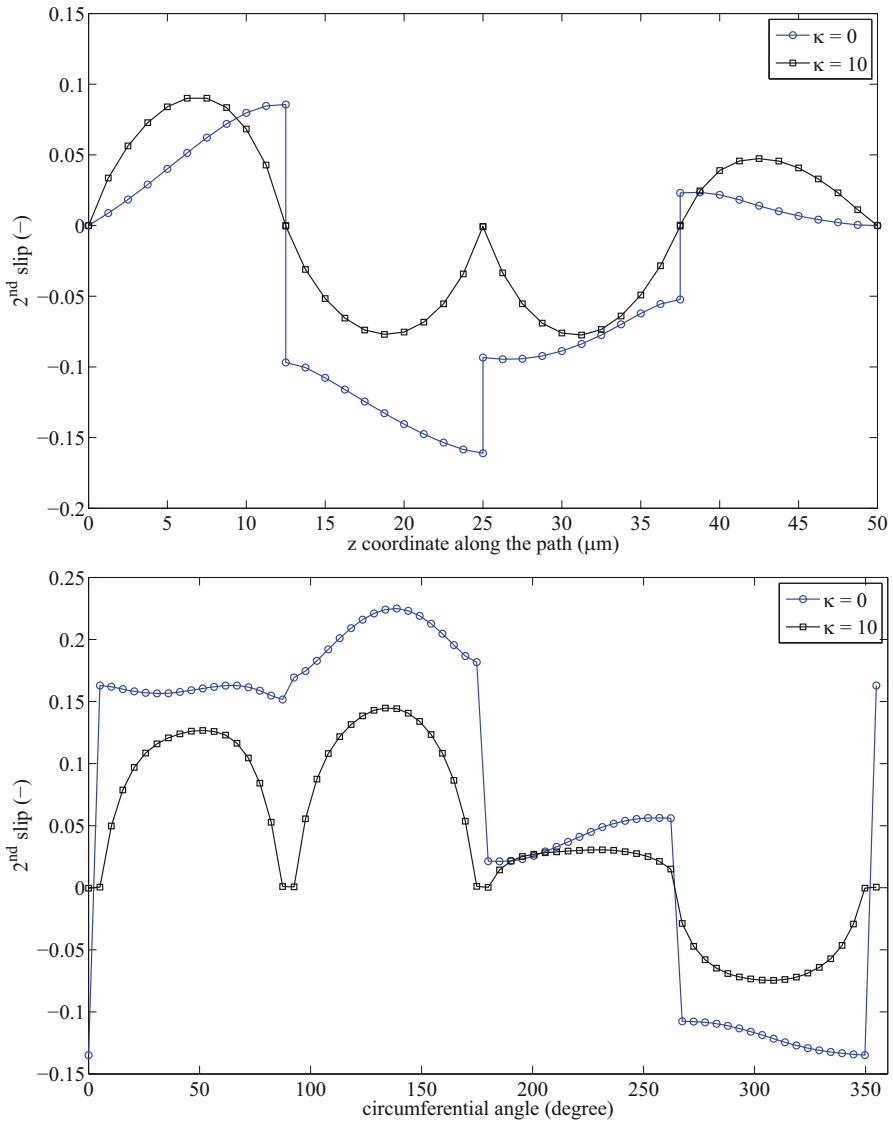 0.15
0.1
0.05
0
−0.05
−0.1
−0.15
−0.2
2nd slip (−)
κ = 0
κ = 10
0 5 10 15 20 25 30 35 40 45 50
z coordinate along the path (μm)
0.25
0.2
0.15
0.1
0.05
0
−0.05
−0.1
−0.15
2nd slip (−)
κ = 0
κ = 10
0 50 100 150 200 250 300 350
circumferential angle (degree)